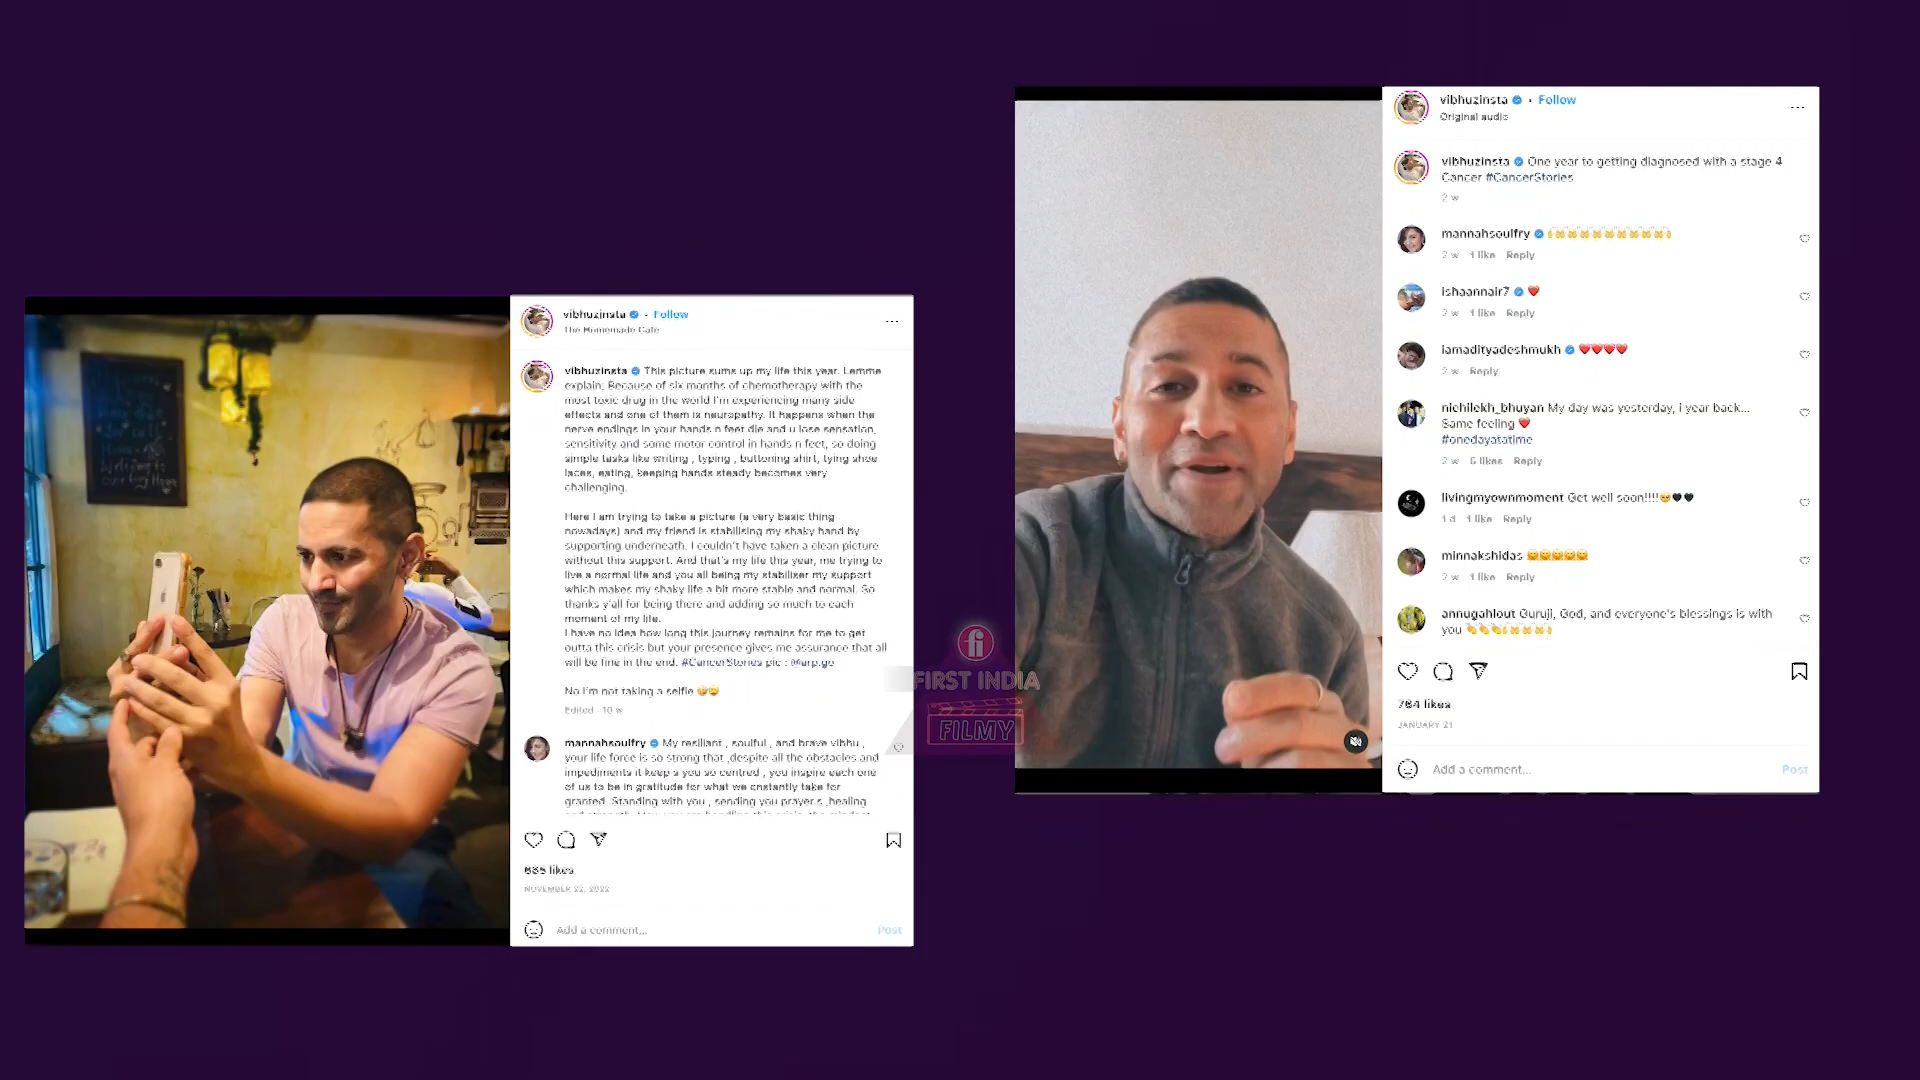 vibhuzinsta • Follow
The Homemade Cafe
vibhuzinsta This picture sums up my life this year. Lemme
explain; Because of six months of chemotherapy with the
most toxic drug in the world I'm experiencing many side
effects and one of them is neuropathy. It happens when the
nerve endings in your hands n feet die and u lose sensation,
sensitivity and some motor control in hands n feet, so doing
simple tasks like writing , typing , buttoning shirt, tying shoe
laces, eating, keeping hands steady becomes very
challenging.
Here I am trying to take a picture (a very basic thing
nowadays) and my friend is stabilising my shaky hand by
supporting underneath. I couldn't have taken a clean picture
without this support. And that's my life this year, me trying to
live a normal life and you all being my stabiliser my support
which makes my shaky life a bit more stable and normal. So
thanks y'all for being there and adding so much to each
moment of my life.
I have no idea how long this journey remains for me to get
outta this crisis but your presence gives me assurance that all
will be fine in the end. #CancerStories pic : @arp.go
No I'm not taking a selfie 🤣😄
Edited · 10 w
mannahsoulfry My resiliant , soulful , and brave vibhu ,
your life force is so strong that ,despite all the obstacles and
impediments it keep s you so centred , you inspire each one
of us to be in gratitude for what we cnstantly take for
granted .Standing with you , sending you prayer.s ,healing
685 likes
NOVEMBER 22, 2022
Add a comment...
Post
FIRST INDIA
FILMY
vibhuzinsta • Follow
Original audio
vibhuzinsta One year to getting diagnosed with a stage 4
Cancer #CancerStories
2 w
mannahsoulfry 🙌🙌🙌🙌🙌🙌🙌🙌🙌🙌
2 w 1 like Reply
ishaannair7 ❤️
2 w 1 like Reply
iamadityadeshmukh ❤️❤️❤️❤️
2 w Reply
nichilekh_bhuyan My day was yesterday, i year back...
Same feeling ❤️
#onedayatatime
2 w 5 likes Reply
livingmyownmoment Get well soon!!!!🥹🖤🖤
1 d 1 like Reply
minnakshidas 🤗🤗🤗🤗🤗
2 w 1 like Reply
annugahlout Guruji, God, and everyone's blessings is with
you 👏👏👏🙌🙌🙌🙌
764 likes
JANUARY 21
Add a comment...
Post